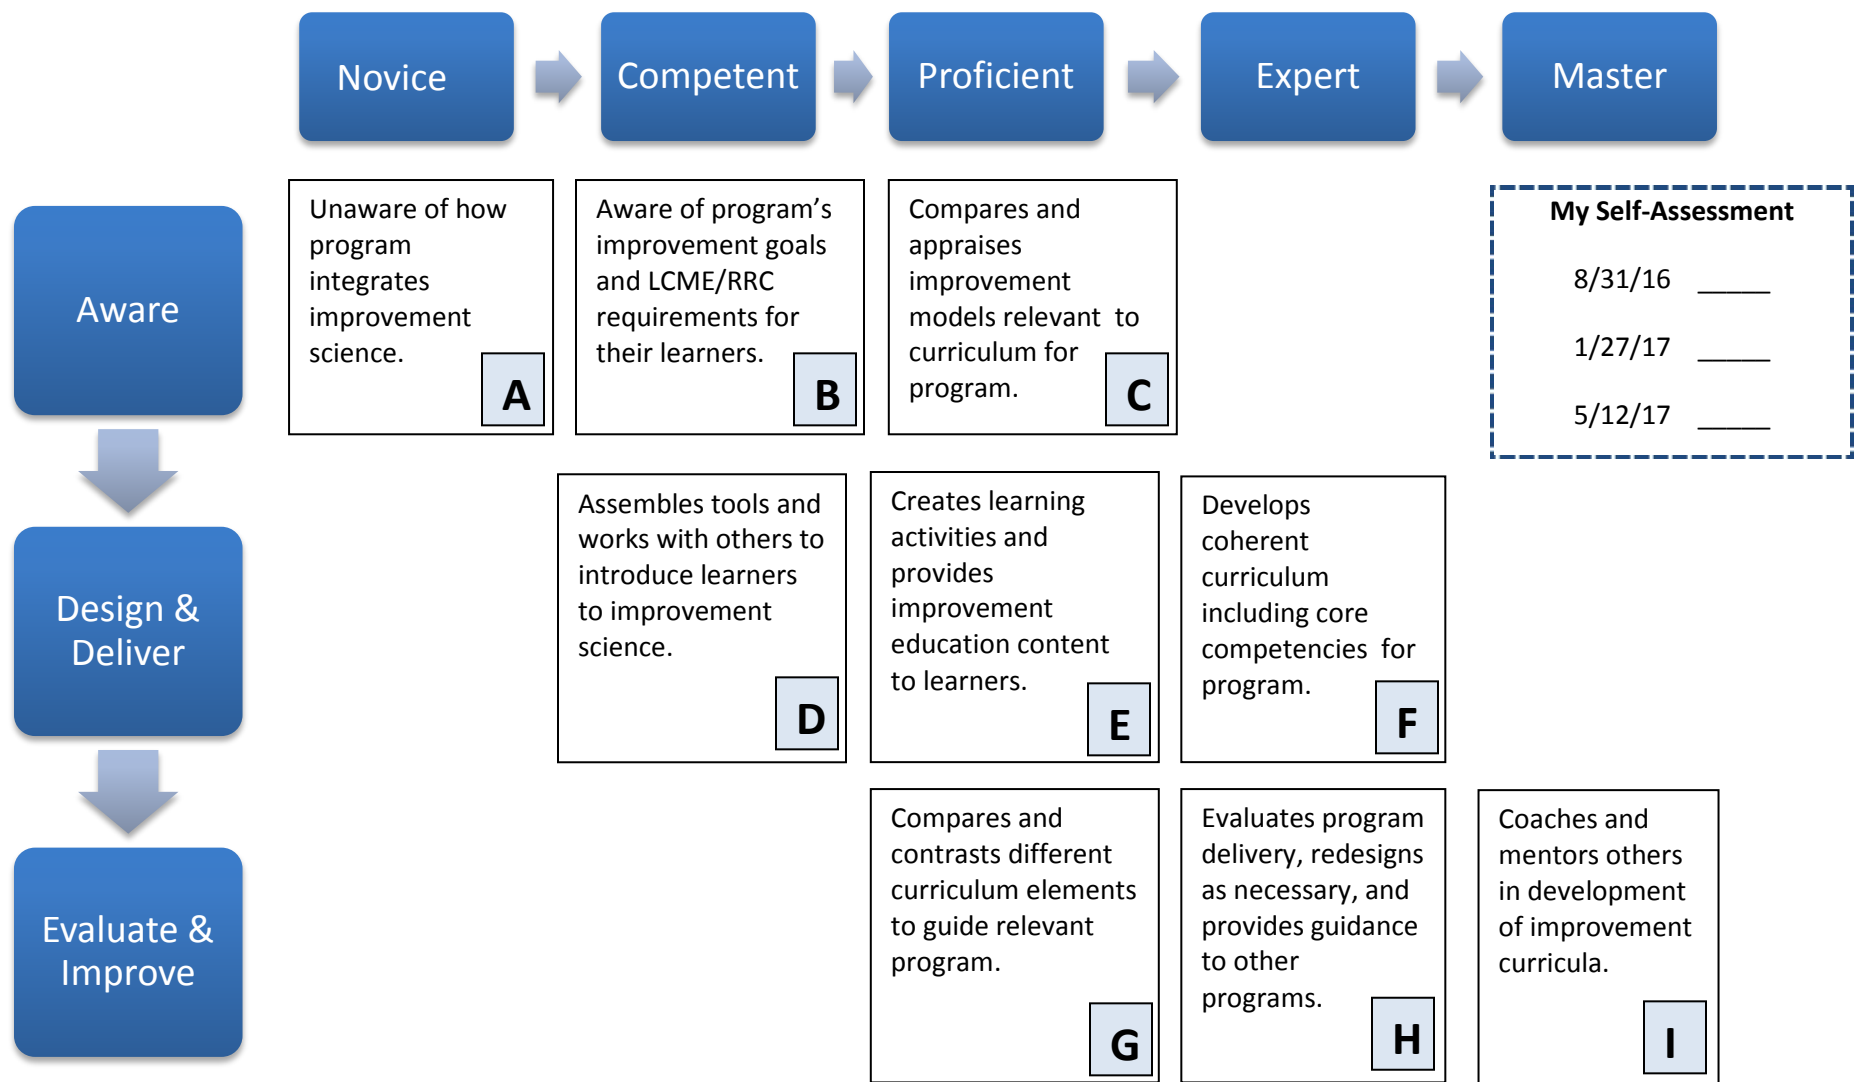 Novice
Competent
Proficient
Expert
Master
Aware
Unaware of how
program
integrates
improvement
science.
A
Aware of program’s
improvement goals
and LCME/RRC
requirements for
their learners.
B
Compares and
appraises
improvement
models relevant to
curriculum for
program.
C
My Self-Assessment
8/31/16 _____
1/27/17 _____
5/12/17 _____
Design &
Deliver
Assembles tools and
works with others to
introduce learners
to improvement
science.
D
Creates learning
activities and
provides
improvement
education content
to learners.
E
Develops
coherent
curriculum
including core
competencies for
program.
F
Evaluate &
Improve
Compares and
contrasts different
curriculum elements
to guide relevant
program.
G
Evaluates program
delivery, redesigns
as necessary, and
provides guidance
to other
programs.
H
Coaches and
mentors others
in development
of improvement
curricula.
I